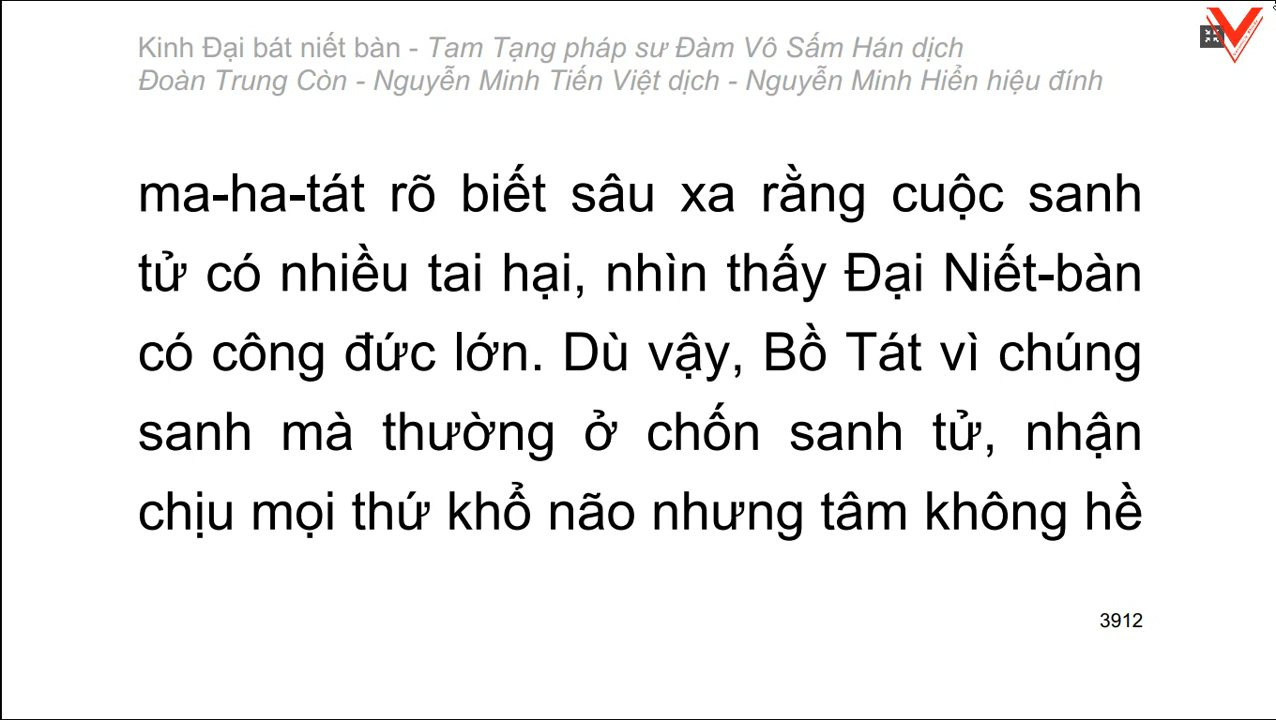 Kinh Đại bát niết bàn - Tam Tạng pháp sư Đàm Vô Sấm Hán dịch
Đoàn Trung Còn - Nguyễn Minh Tiến Việt dịch - Nguyễn Minh Hiển hiệu đính
ma-ha-tát rõ biết sâu xa rằng cuộc sanh
tử có nhiều tai hại, nhìn thấy Đại Niết-bàn
có công đức lớn. Dù vậy, Bồ Tát vì chúng
sanh mà thường ở chốn sanh tử, nhận
chịu mọi thứ khổ não nhưng tâm không hề
3912